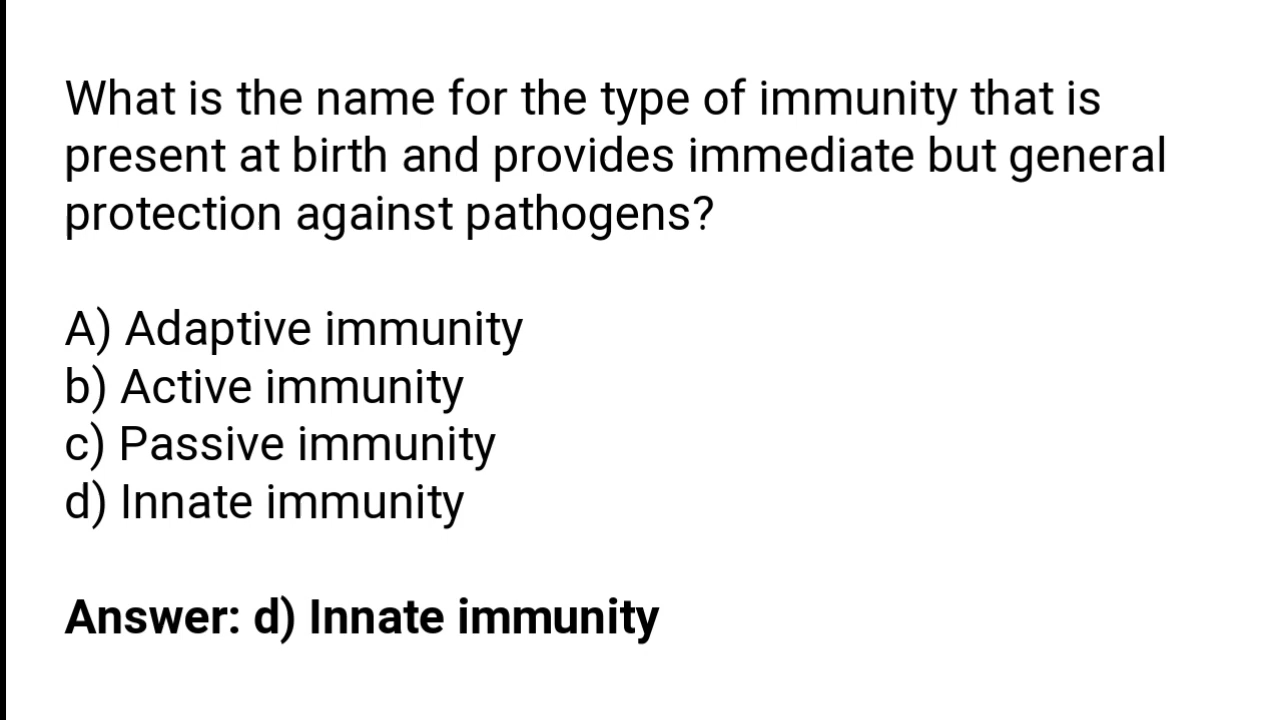 What is the name for the type of immunity that is
present at birth and provides immediate but general
protection against pathogens?
A) Adaptive immunity
b) Active immunity
c) Passive immunity
d) Innate immunity
Answer: d) Innate immunity